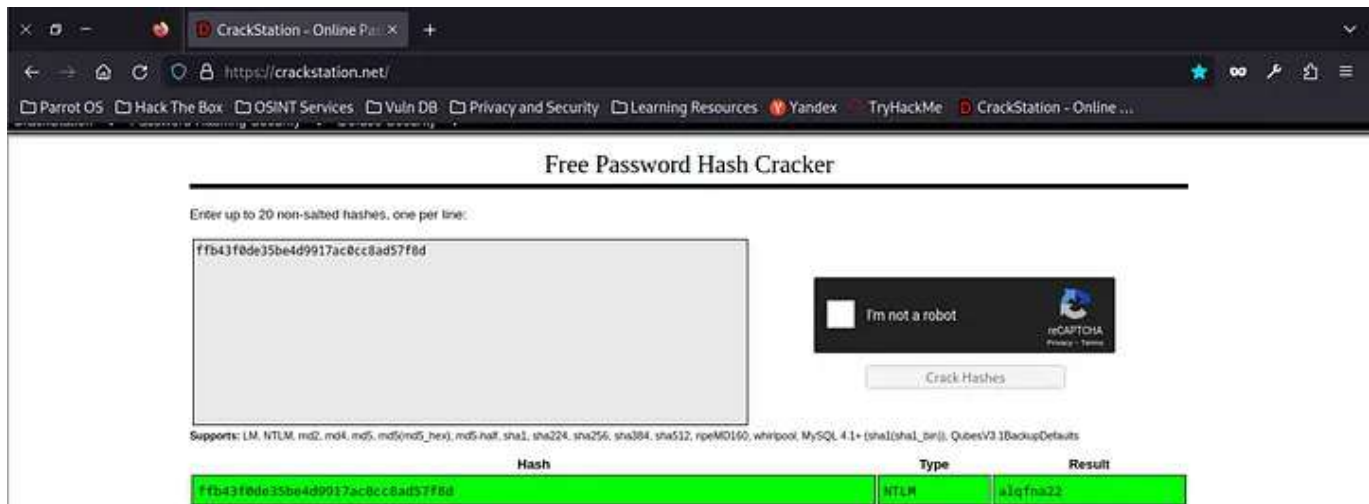 CrackStation - Online Pa
https://crackstation.net/
Parrot OS Hack The Box OSINT Services Vuln DB Privacy and Security Learning Resources Yandex TryHackMe CrackStation - Online ...
Free Password Hash Cracker
Enter up to 20 non-salted hashes, one per line:
ffb43f0de35be4d9917ac0cc8ad57f8d
I'm not a robot
reCAPTCHA
Privacy - Terms
Crack Hashes
Supports: LM, NTLM, md2, md4, md5, md5(md5_hex), md5-half, sha1, sha224, sha256, sha384, sha512, ripeMD160, whirlpool, MySQL 4.1+ (sha1(sha1_bin)), QubesV3.1BackupDefaults
Hash Type Result
ffb43f0de35be4d9917ac0cc8ad57f8d NTLM alqfna22